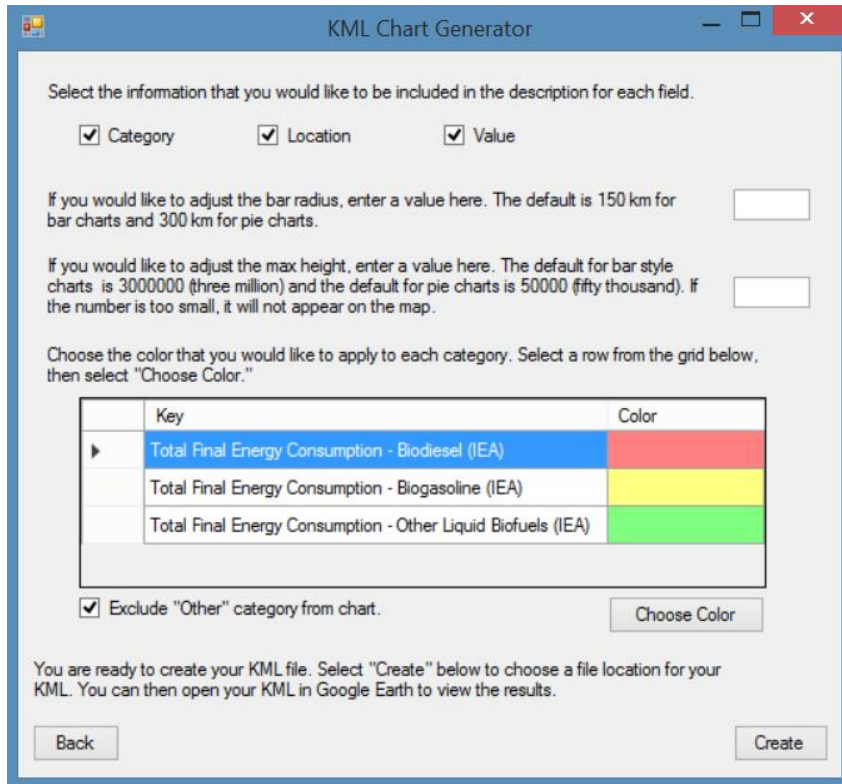 KML Chart Generator
Select the information that you would like to be included in the description for each field.
Category Location Value
If you would like to adjust the bar radius, enter a value here. The default is 150 km for
bar charts and 300 km for pie charts.
If you would like to adjust the max height, enter a value here. The default for bar style
charts is 3000000 (three million) and the default for pie charts is 50000 (fifty thousand). If
the number is too small, it will not appear on the map.
Choose the color that you would like to apply to each category. Select a row from the grid below,
then select "Choose Color."
Key Color
Total Final Energy Consumption - Biodiesel (IEA)
Total Final Energy Consumption - Biogasoline (IEA)
Total Final Energy Consumption - Other Liquid Biofuels (IEA)
Exclude "Other" category from chart.
Choose Color
You are ready to create your KML file. Select "Create" below to choose a file location for your
KML. You can then open your KML in Google Earth to view the results.
Back Create